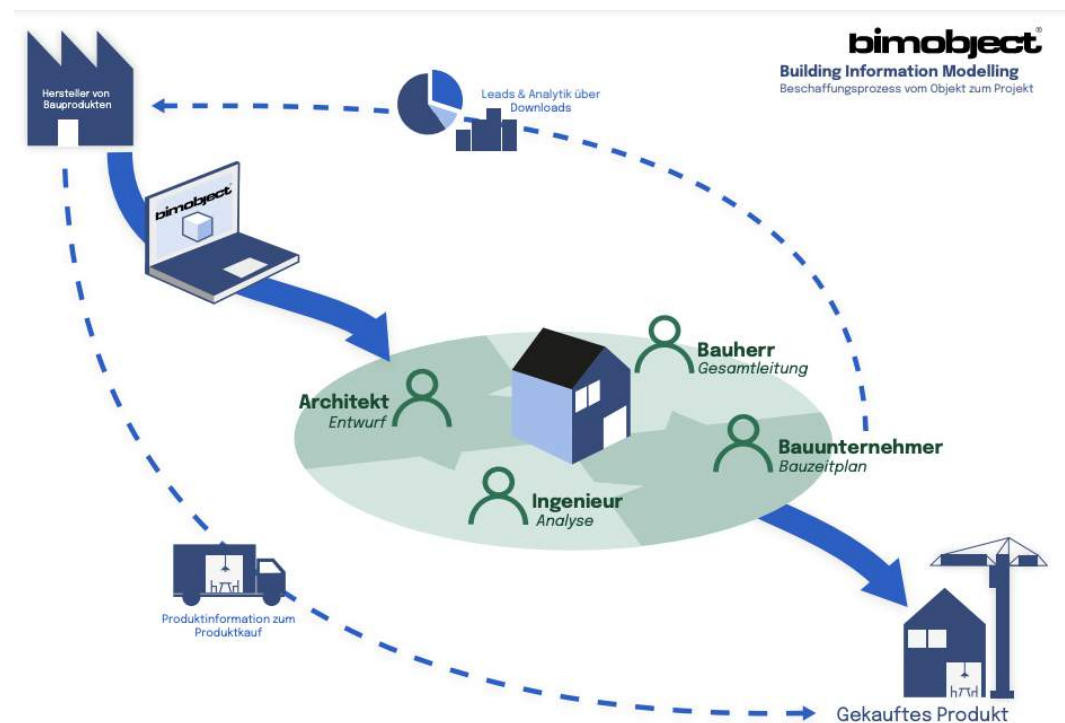 bimobject®
Building Information Modelling
Beschaffungsprozess vom Objekt zum Projekt
Hersteller von
Bauprodukten
Leads & Analytik über
Downloads
bimobject®
Bauherr
Gesamtleitung
Architekt
Entwurf
Bauunternehmer
Bauzeitplan
Ingenieur
Analyse
Produktinformation zum
Produktkauf
Gekauftes Produkt